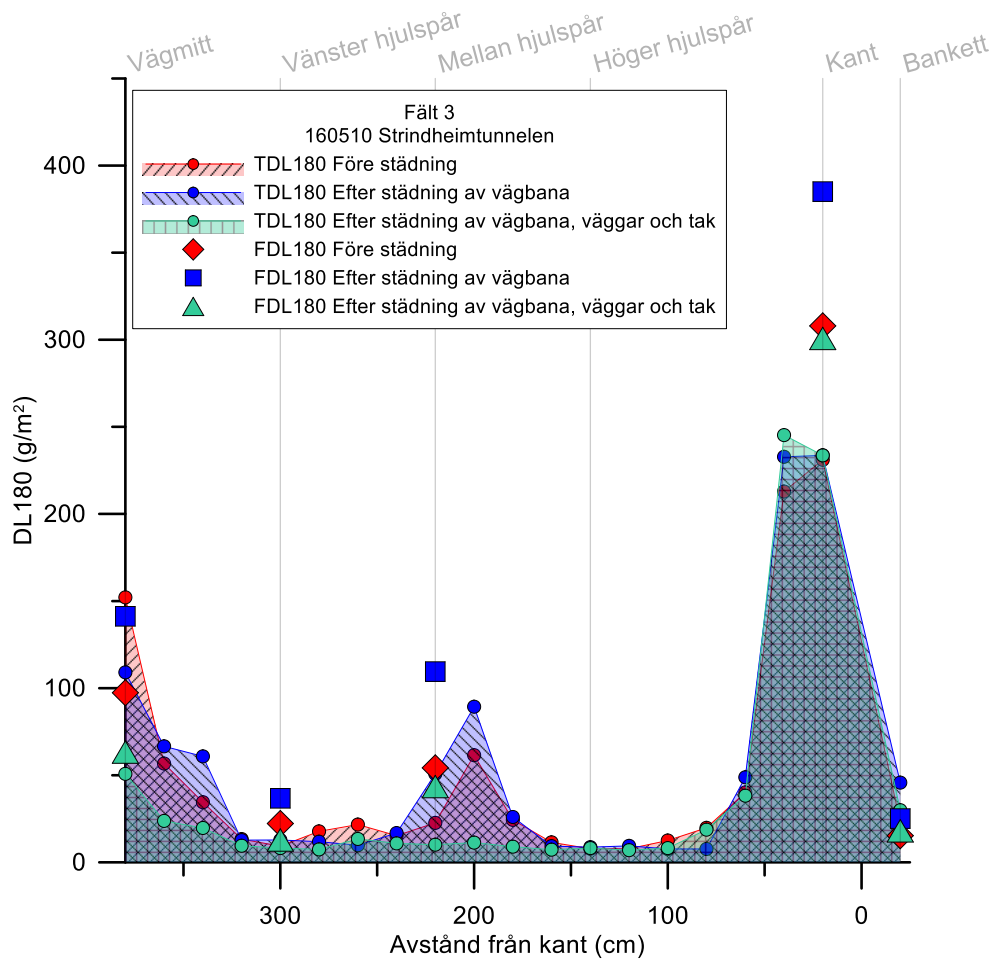 Vägmitt
Vänster hjulspår
Mellan hjulspår
Höger hjulspår
Kant
Bankett
Fält 3
160510 Strindheimtunnelen
TDL180 Före städning
TDL180 Efter städning av vägbana
TDL180 Efter städning av vägbana, väggar och tak
FDL180 Före städning
FDL180 Efter städning av vägbana
FDL180 Efter städning av vägbana, väggar och tak
DL180 (g/m²)
400
300
200
100
0
300
200
100
0
Avstånd från kant (cm)